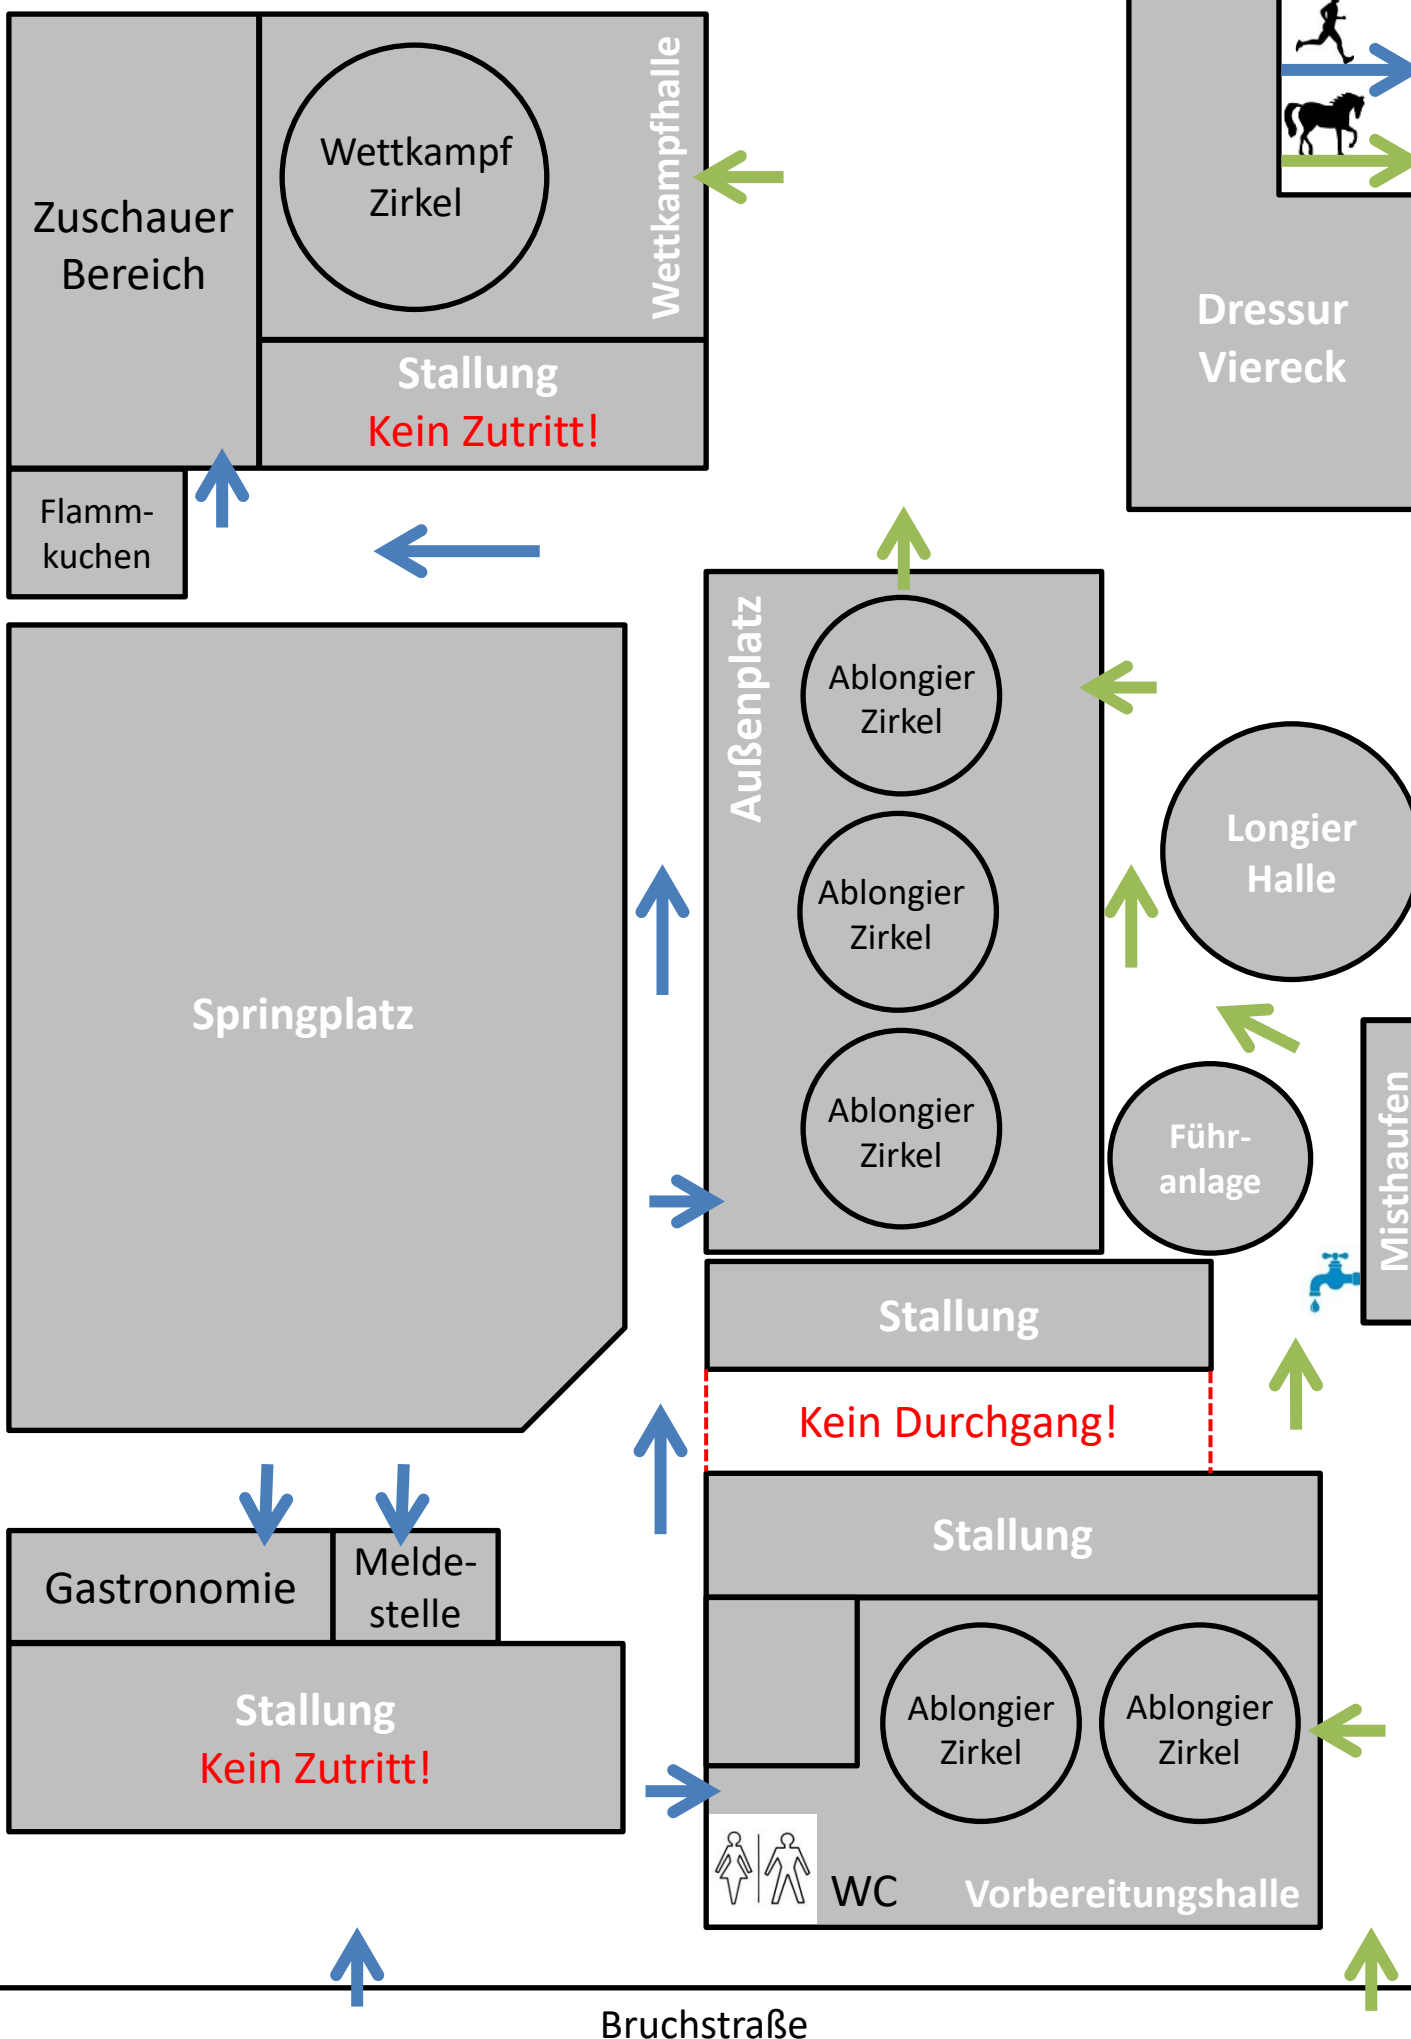 Wettkampfhalle
Wettkampf
Zirkel
Zuschauer
Bereich
Dressur
Viereck
Stallung
Kein Zutritt!
Flamm-
kuchen
Außenplatz
Ablongier
Zirkel
Longier
Halle
Ablongier
Zirkel
Springplatz
Ablongier
Zirkel
Führ-
anlage
Misthaufen
Stallung
Kein Durchgang!
Stallung
Gastronomie
Melde-
stelle
Stallung
Kein Zutritt!
Ablongier
Zirkel
Ablongier
Zirkel
WC
Vorbereitungshalle
Bruchstraße